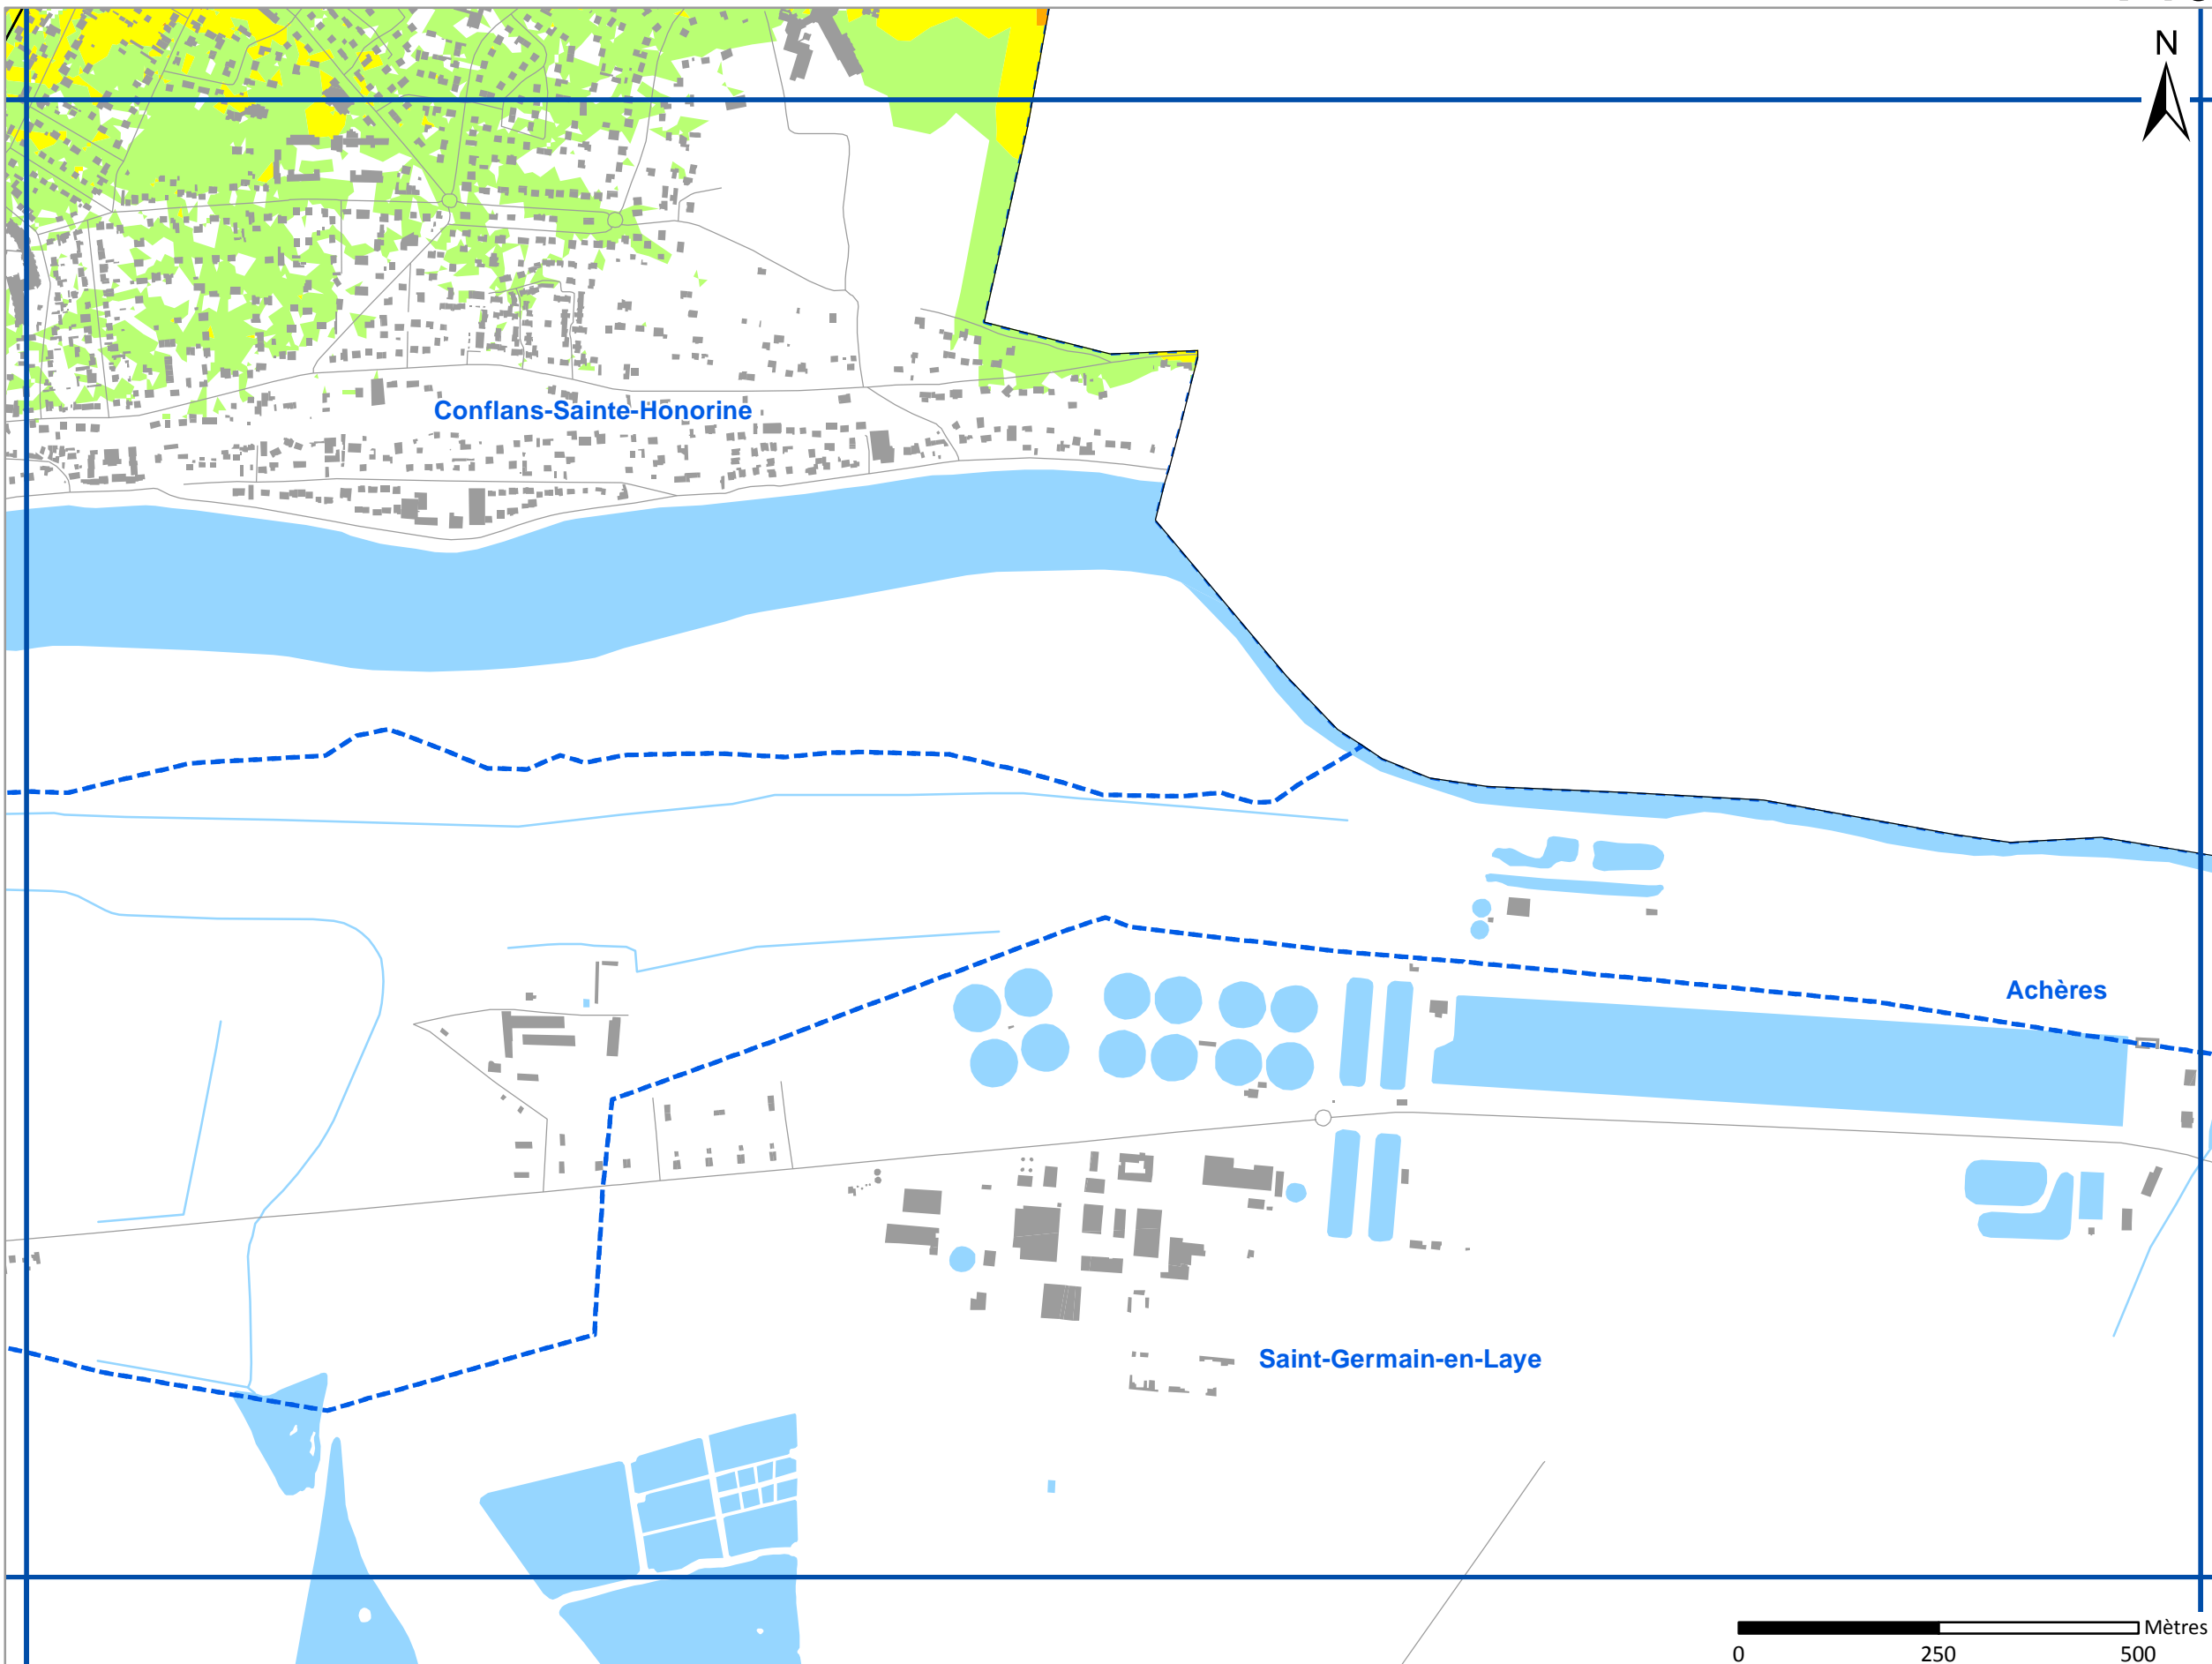 N
Conflans-Sainte-Honorine
Achères
Saint-Germain-en-Laye
Mètres
0 250 500